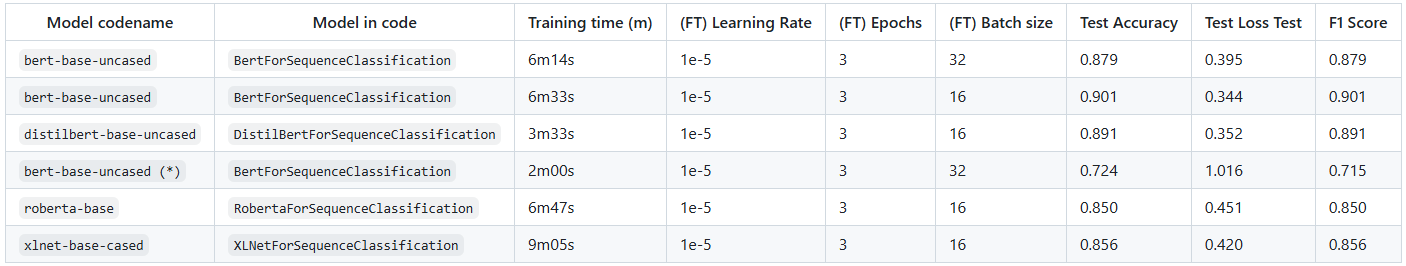 Model codename Model in code Training time (m) (FT) Learning Rate (FT) Epochs (FT) Batch size Test Accuracy Test Loss Test F1 Score
bert-base-uncased BertForSequenceClassification 6m14s 1e-5 3 32 0.879 0.395 0.879
bert-base-uncased BertForSequenceClassification 6m33s 1e-5 3 16 0.901 0.344 0.901
distilbert-base-uncased DistilBertForSequenceClassification 3m33s 1e-5 3 16 0.891 0.352 0.891
bert-base-uncased (*) BertForSequenceClassification 2m00s 1e-5 3 32 0.724 1.016 0.715
roberta-base RobertaForSequenceClassification 6m47s 1e-5 3 16 0.850 0.451 0.850
xlnet-base-cased XLNetForSequenceClassification 9m05s 1e-5 3 16 0.856 0.420 0.856